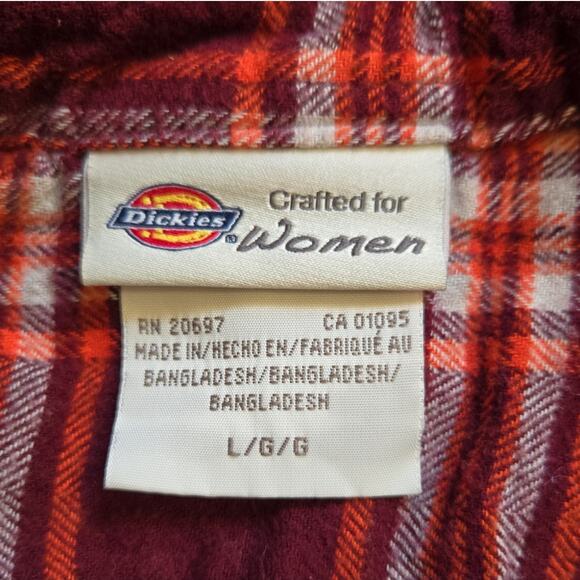 Dickies
Crafted for
Women
RN 20697 CA 01095
MADE IN/HECHO EN/FABRIQUÉ AU
BANGLADESH/BANGLADESH/
BANGLADESH
L/G/G